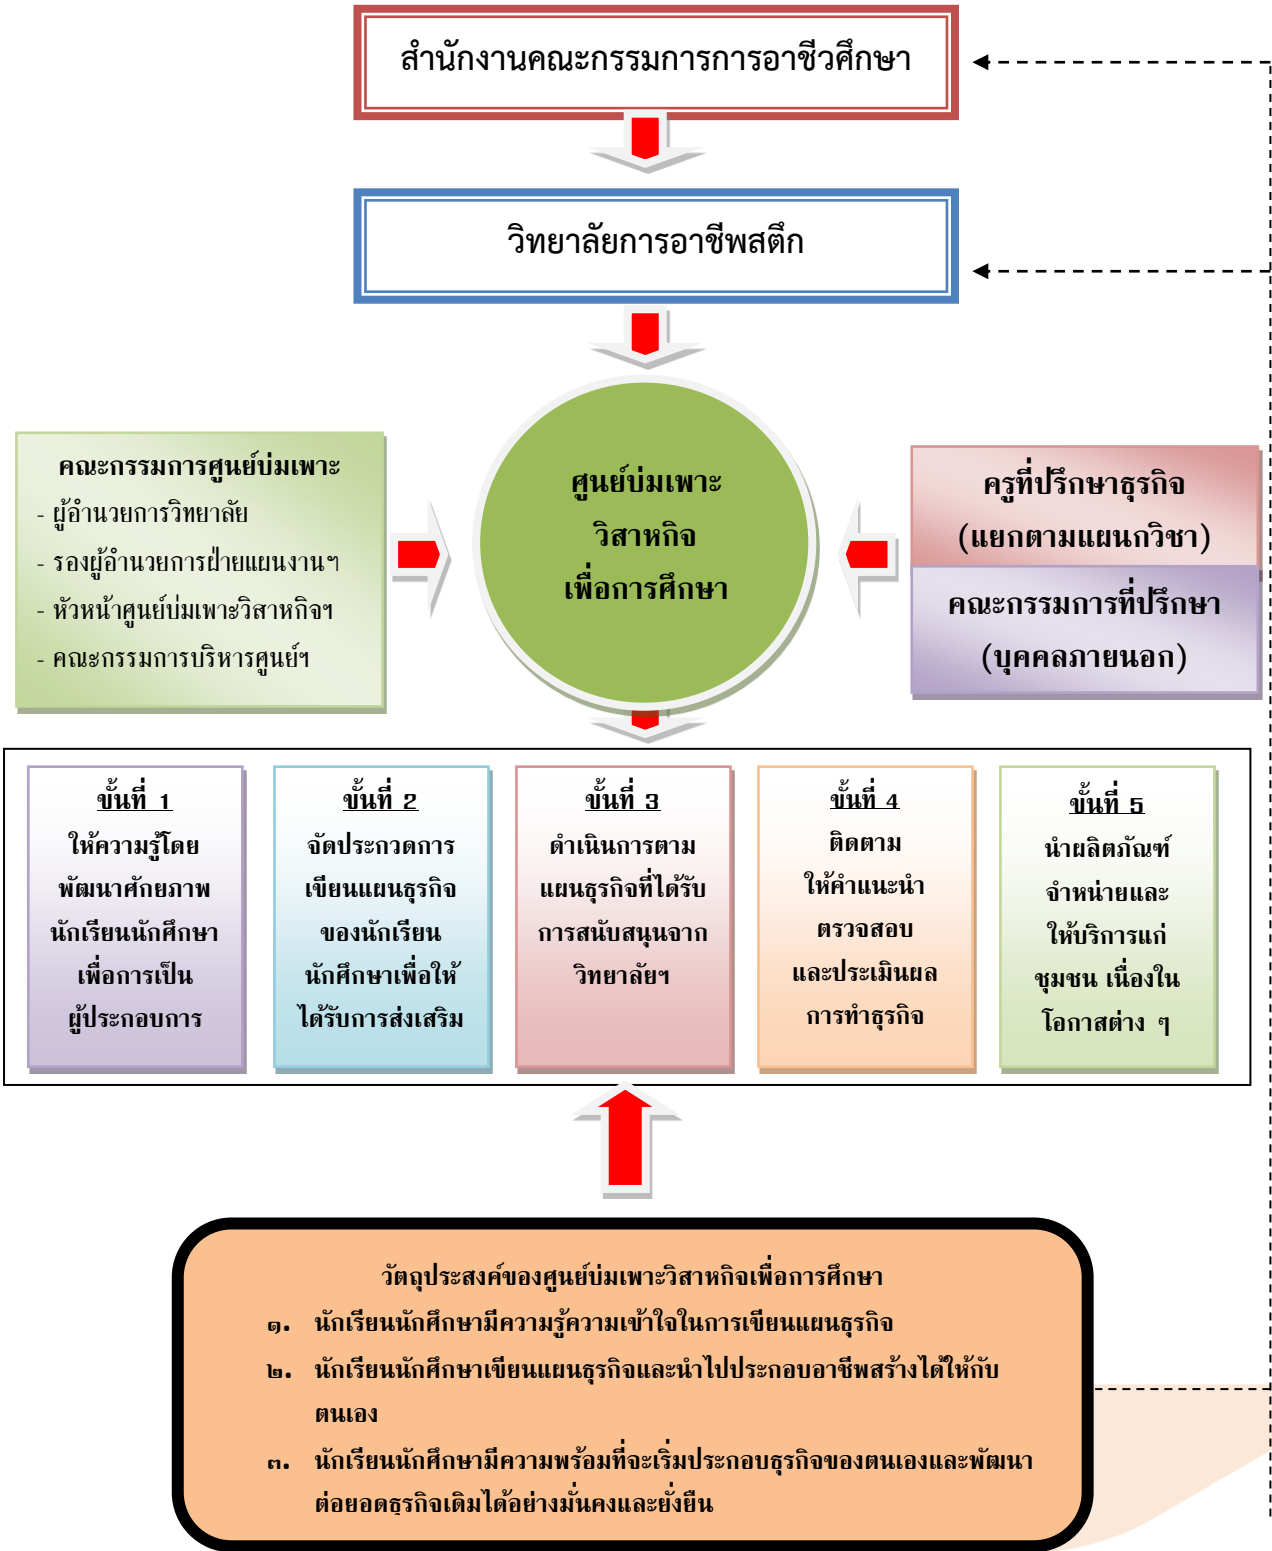 สำนักงานคณะกรรมการการอาชีวศึกษา
วิทยาลัยการอาชีพสตึก
คณะกรรมการศูนย์บ่มเพาะ
- ผู้อำนวยการวิทยาลัย
- รองผู้อำนวยการฝ่ายแผนงานฯ
- หัวหน้าศูนย์บ่มเพาะวิสาหกิจฯ
- คณะกรรมการบริหารศูนย์ฯ
ศูนย์บ่มเพาะ
วิสาหกิจ
เพื่อการศึกษา
ครูที่ปรึกษาธุรกิจ
(แยกตามแผนกวิชา)
คณะกรรมการที่ปรึกษา
(บุคคลภายนอก)
ขั้นที่ 1
ให้ความรู้โดย
พัฒนาศักยภาพ
นักเรียนนักศึกษา
เพื่อการเป็น
ผู้ประกอบการ
ขั้นที่ 2
จัดประกวดการ
เขียนแผนธุรกิจ
ของนักเรียน
นักศึกษาเพื่อให้
ได้รับการส่งเสริม
ขั้นที่ 3
ดำเนินการตาม
แผนธุรกิจที่ได้รับ
การสนับสนุนจาก
วิทยาลัยฯ
ขั้นที่ 4
ติดตาม
ให้คำแนะนำ
ตรวจสอบ
และประเมินผล
การทำธุรกิจ
ขั้นที่ 5
นำผลิตภัณฑ์
จำหน่ายและ
ให้บริการแก่
ชุมชน เนื่องใน
โอกาสต่าง ๆ
วัตถุประสงค์ของศูนย์บ่มเพาะวิสาหกิจเพื่อการศึกษา
๑. นักเรียนนักศึกษามีความรู้ความเข้าใจในการเขียนแผนธุรกิจ
๒. นักเรียนนักศึกษาเขียนแผนธุรกิจและนำไปประกอบอาชีพสร้างได้ให้กับ
ตนเอง
๓. นักเรียนนักศึกษามีความพร้อมที่จะเริ่มประกอบธุรกิจของตนเองและพัฒนา
ต่อยอดธุรกิจเดิมได้อย่างมั่นคงและยั่งยืน